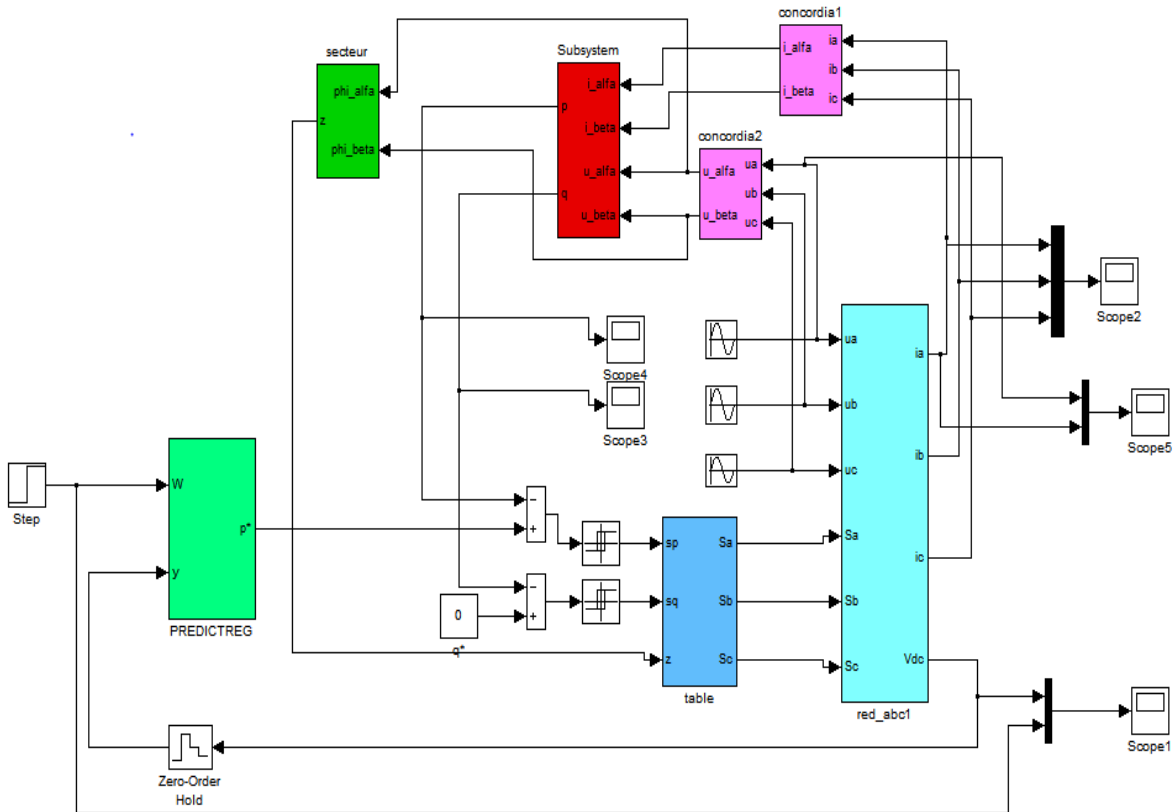 concordia1
i_alfa
i_beta
ia
ib
ic
secteur
phi_alfa
z
phi_beta
Subsystem
i_alfa
p
i_beta
u_alfa
q
u_beta
concordia2
u_alfa
u_beta
ua
ub
uc
Scope2
Scope4
Scope3
Scope5
ua
ub
uc
Sa
Sb
Sc
ia
ib
ic
Vdc
red_abc1
Step
W
y
p*
PREDICTREG
−
+
−
+
0
q*
sp
sq
z
Sa
Sb
Sc
table
Scope1
Zero-Order
Hold